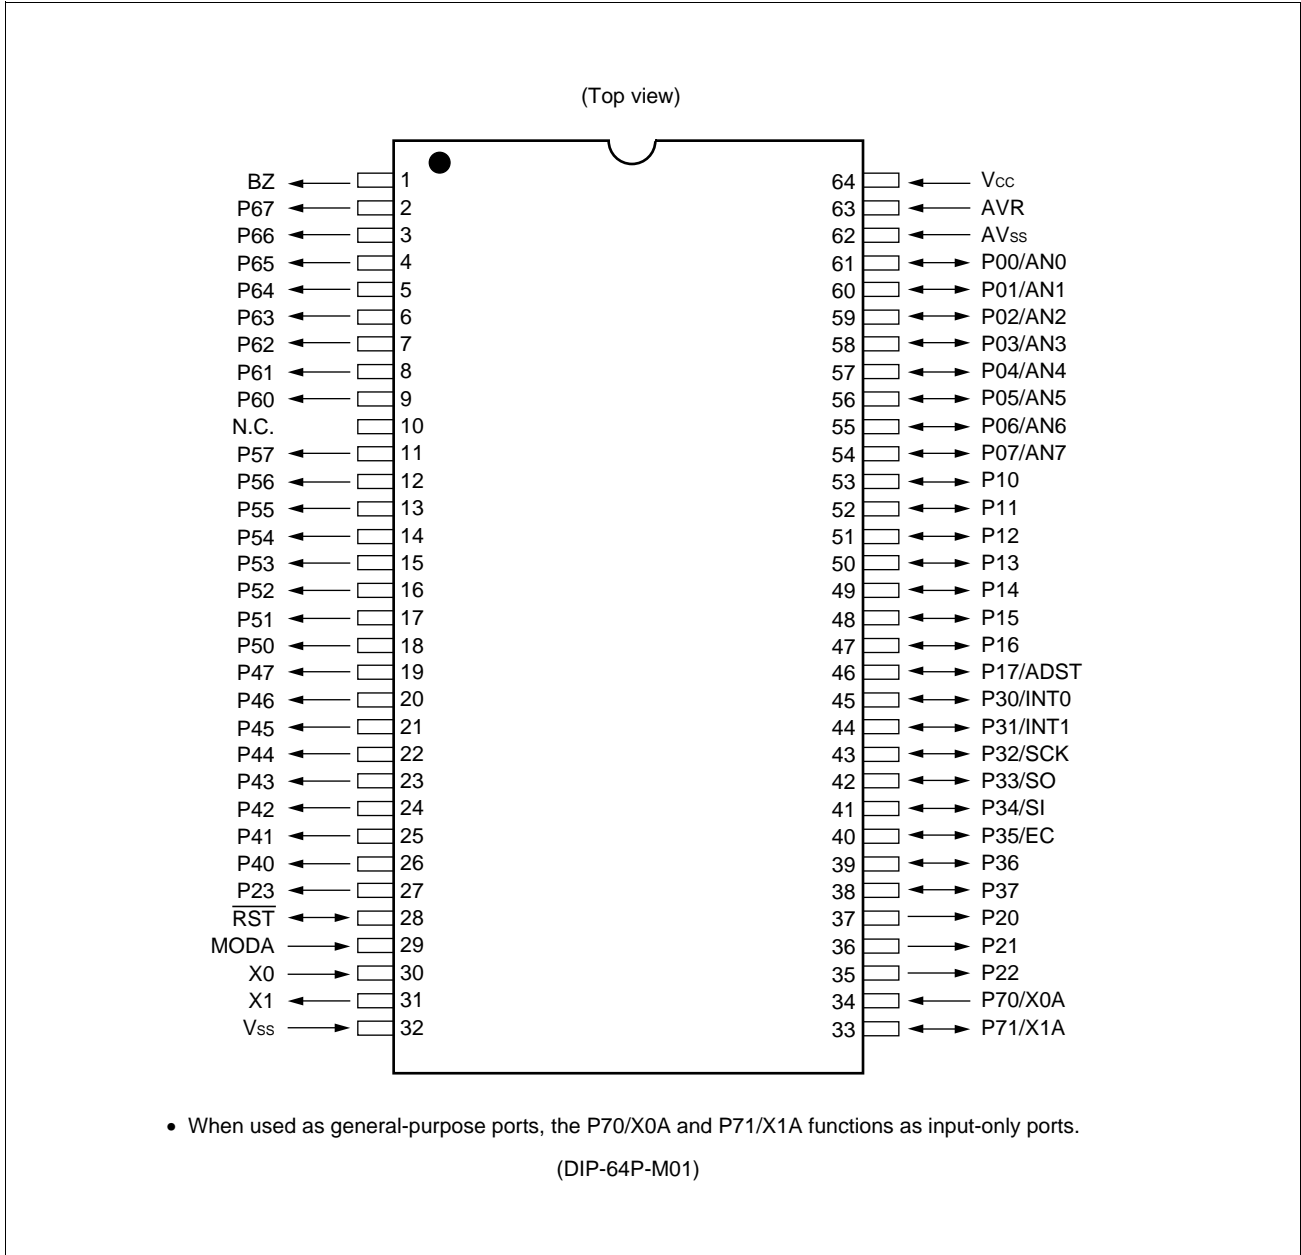 (Top view)
BZ 1 64 Vcc
P67 2 63 AVR
P66 3 62 AVss
P65 4 61 P00/AN0
P64 5 60 P01/AN1
P63 6 59 P02/AN2
P62 7 58 P03/AN3
P61 8 57 P04/AN4
P60 9 56 P05/AN5
N.C. 10 55 P06/AN6
P57 11 54 P07/AN7
P56 12 53 P10
P55 13 52 P11
P54 14 51 P12
P53 15 50 P13
P52 16 49 P14
P51 17 48 P15
P50 18 47 P16
P47 19 46 P17/ADST
P46 20 45 P30/INT0
P45 21 44 P31/INT1
P44 22 43 P32/SCK
P43 23 42 P33/SO
P42 24 41 P34/SI
P41 25 40 P35/EC
P40 26 39 P36
P23 27 38 P37
RST 28 37 P20
MODA 29 36 P21
X0 30 35 P22
X1 31 34 P70/X0A
Vss 32 33 P71/X1A
• When used as general-purpose ports, the P70/X0A and P71/X1A functions as input-only ports.
(DIP-64P-M01)